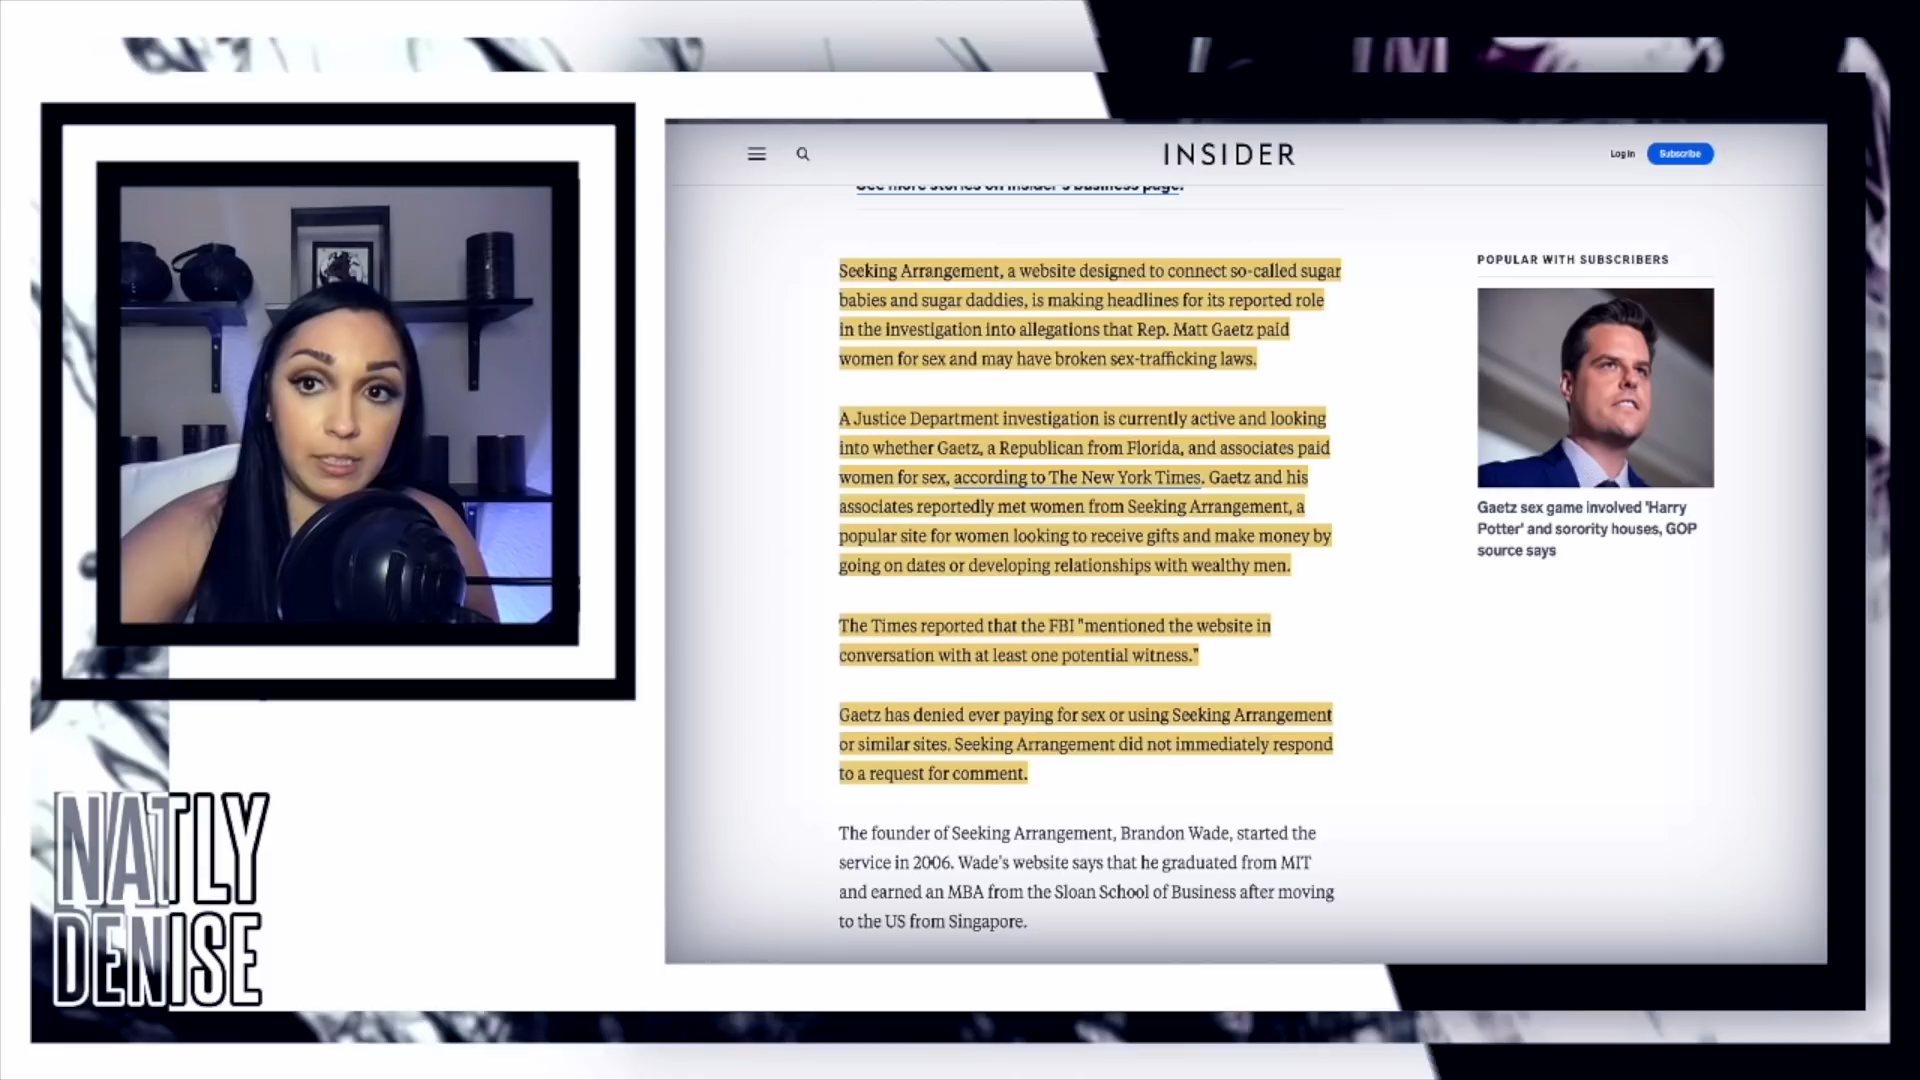 INSIDER
Log in
Subscribe
See more stories on Insider's business page.
Seeking Arrangement, a website designed to connect so-called sugar
babies and sugar daddies, is making headlines for its reported role
in the investigation into allegations that Rep. Matt Gaetz paid
women for sex and may have broken sex-trafficking laws.
A Justice Department investigation is currently active and looking
into whether Gaetz, a Republican from Florida, and associates paid
women for sex, according to The New York Times. Gaetz and his
associates reportedly met women from Seeking Arrangement, a
popular site for women looking to receive gifts and make money by
going on dates or developing relationships with wealthy men.
The Times reported that the FBI "mentioned the website in
conversation with at least one potential witness."
Gaetz has denied ever paying for sex or using Seeking Arrangement
or similar sites. Seeking Arrangement did not immediately respond
to a request for comment.
The founder of Seeking Arrangement, Brandon Wade, started the
service in 2006. Wade's website says that he graduated from MIT
and earned an MBA from the Sloan School of Business after moving
to the US from Singapore.
POPULAR WITH SUBSCRIBERS
Gaetz sex game involved 'Harry
Potter' and sorority houses, GOP
source says
NATLY
DENISE